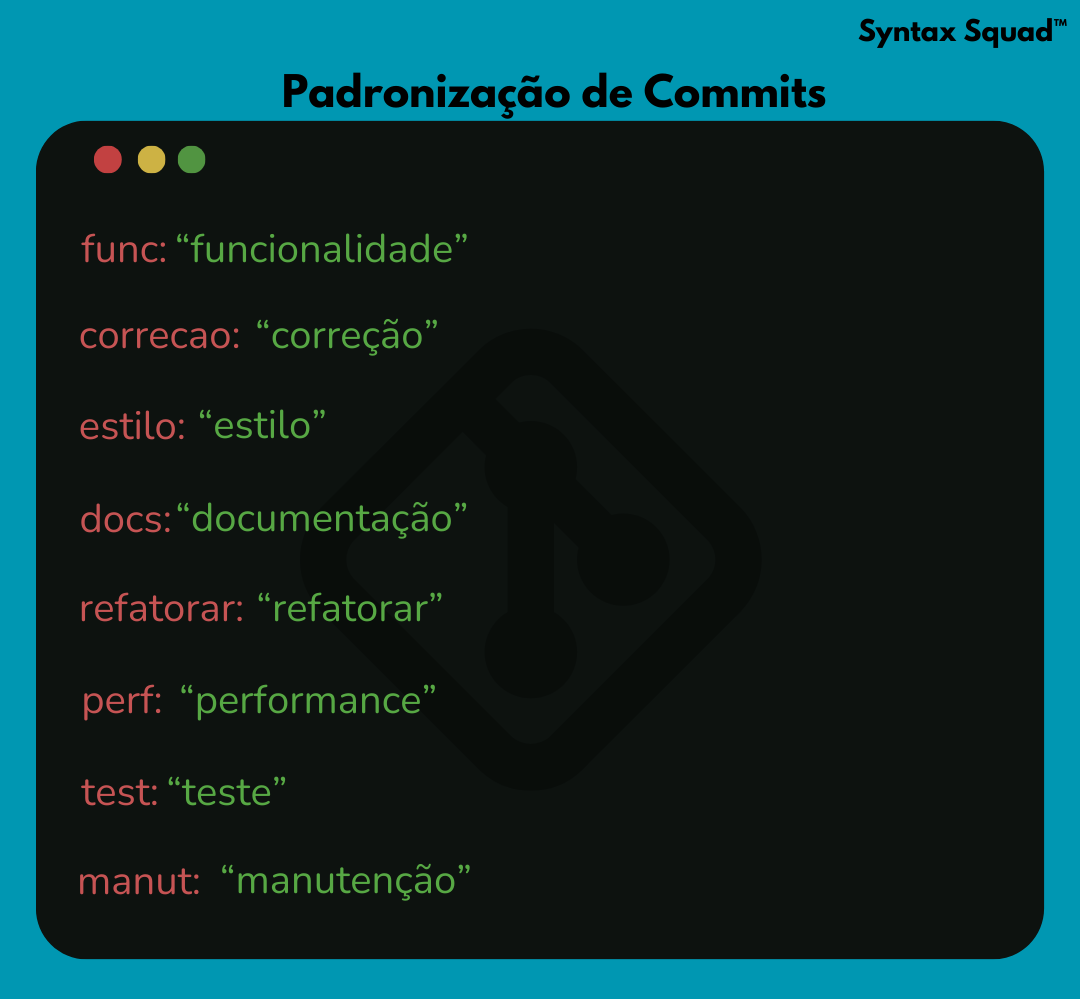 Syntax Squad™
Padronização de Commits
func: “funcionalidade”
correcao: “correção”
estilo: “estilo”
docs: “documentação”
refatorar: “refatorar”
perf: “performance”
test: “teste”
manut: “manutenção”